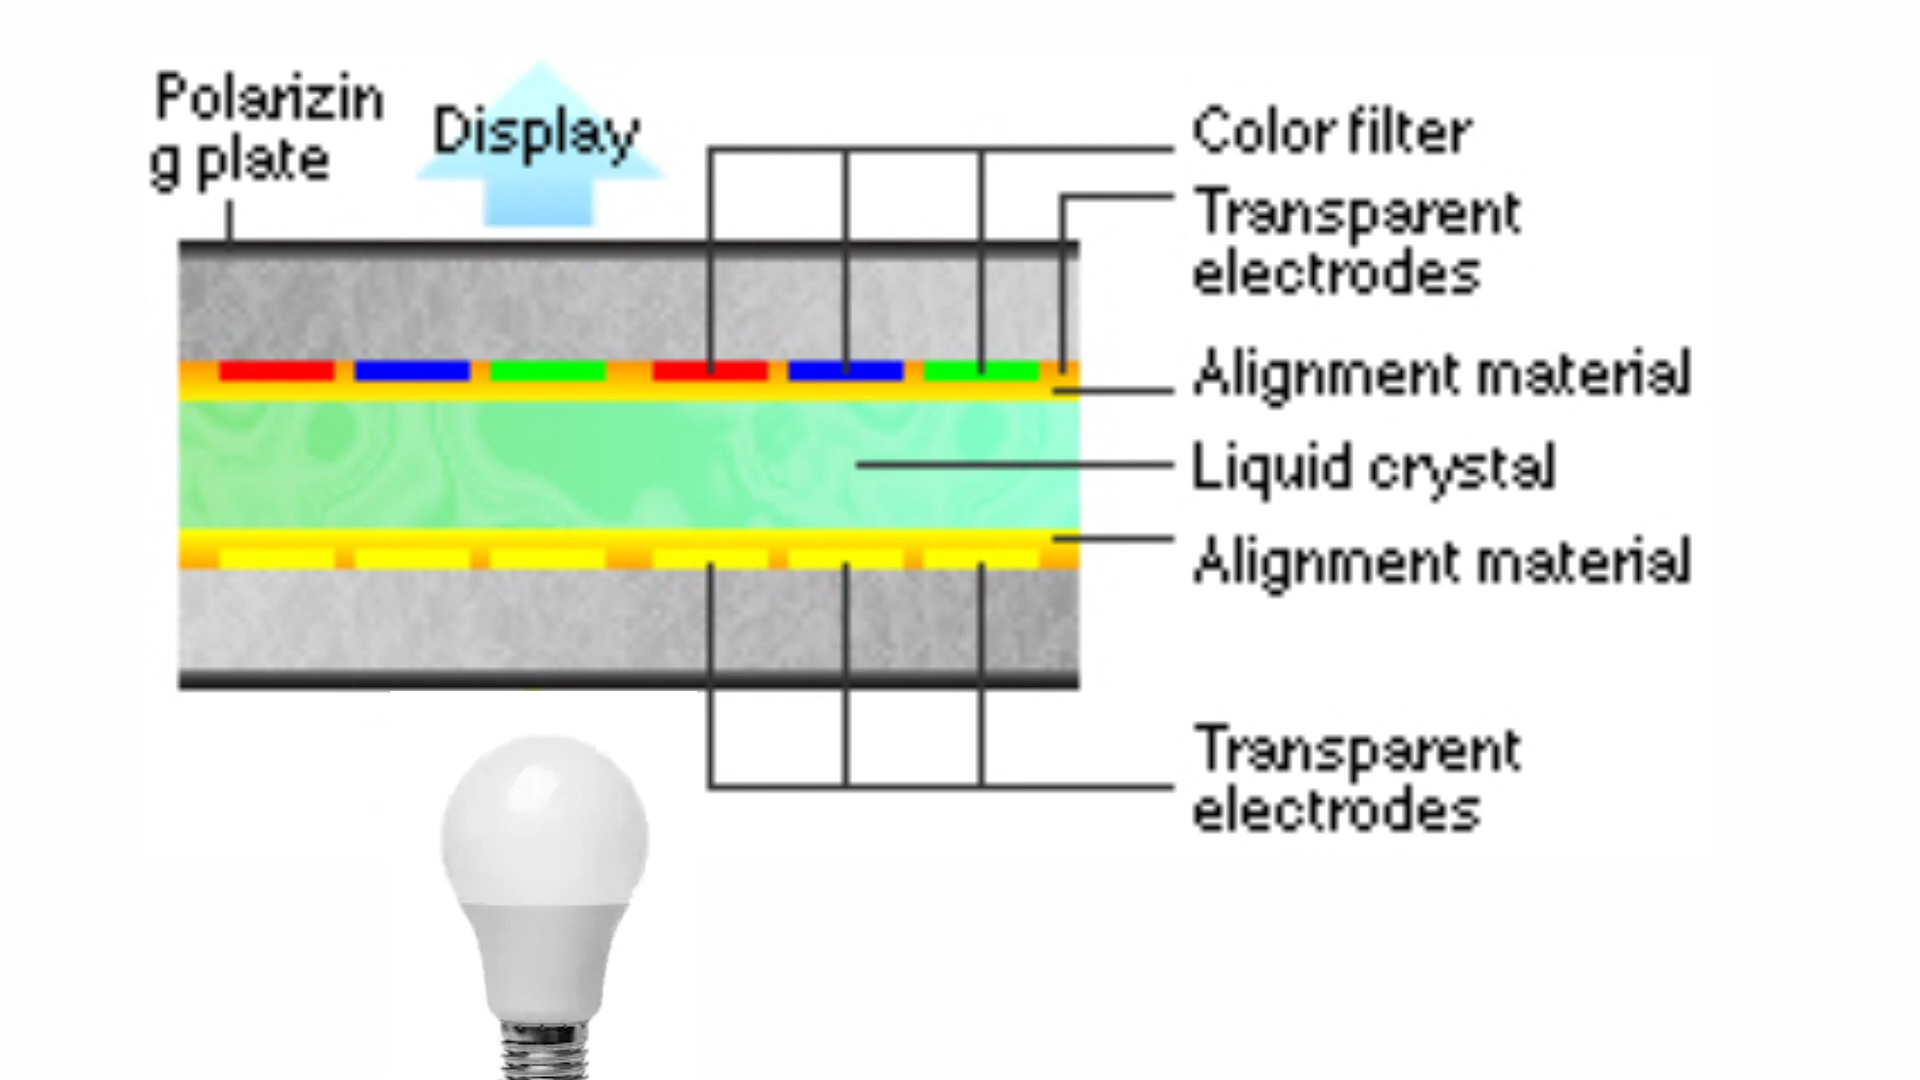 Polarizin
g plate
Display
Color filter
Transparent
electrodes
Alignment material
Liquid crystal
Alignment material
Transparent
electrodes